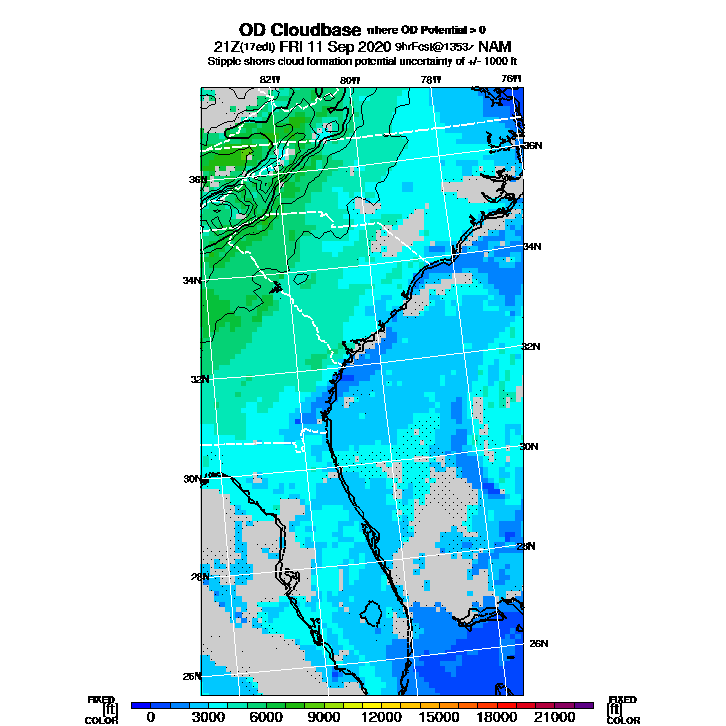 OD Cloudbase where OD Potential > 0
21Z(17edt) FRI 11 Sep 2020 9hrFcst@1353z NAM
Stipple shows cloud formation potential uncertainty of +/- 1000 ft
82W 80W 78W 76W
36N
36N
34N
34N
32N
32N
30N
30N
28N
28N
26N
26N
FIXED FIXED
[ft] 0 3000 6000 9000 12000 15000 18000 21000 [ft]
COLOR COLOR